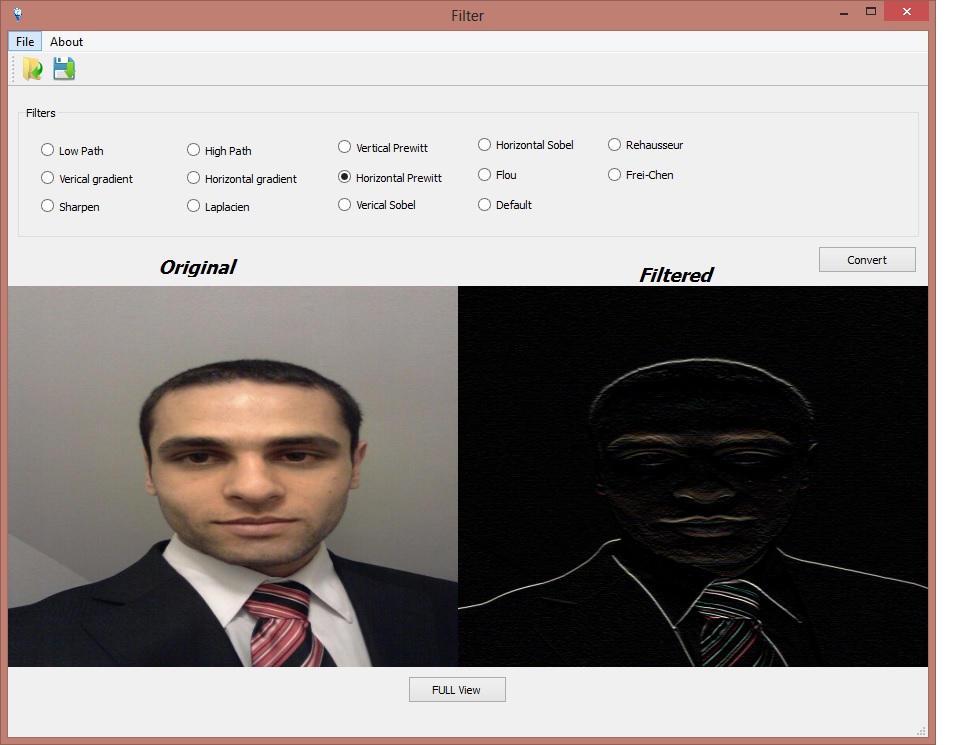 Filter
File About
Filters
Low Path High Path Vertical Prewitt Horizontal Sobel Rehausseur
Verical gradient Horizontal gradient Horizontal Prewitt Flou Frei-Chen
Sharpen Laplacien Verical Sobel Default
Convert
Original Filtered
FULL View